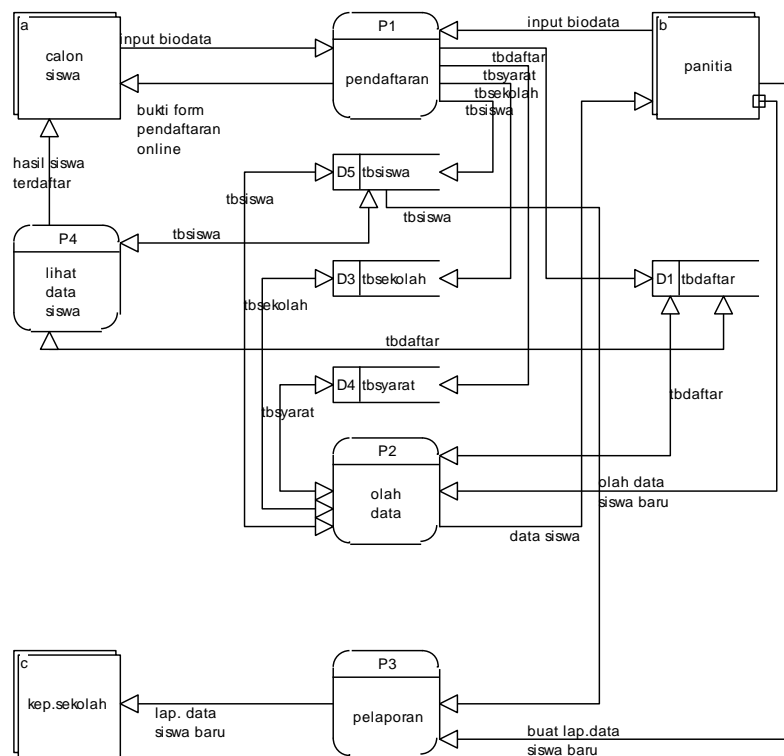 a
calon
siswa
input biodata
P1
pendaftaran
input biodata
b
panitia
tbdaftar
tbsyarat
tbsekolah
tbsiswa
bukti form
pendaftaran
online
hasil siswa
terdaftar
D5 tbsiswa
tbsiswa
tbsiswa
P4
lihat
data
siswa
tbsiswa
D3 tbsekolah
D1 tbdaftar
tbsekolah
tbdaftar
D4 tbsyarat
tbsyarat
tbdaftar
P2
olah
data
olah data
siswa baru
data siswa
c
kep.sekolah
P3
pelaporan
lap. data
siswa baru
buat lap.data
siswa baru